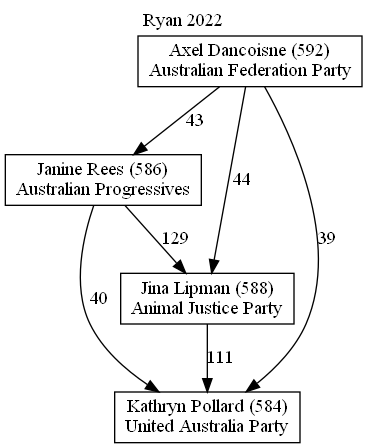 Ryan 2022
Axel Dancoisne (592)
Australian Federation Party
43
Janine Rees (586)
Australian Progressives
44
129
39
Jina Lipman (588)
Animal Justice Party
40
111
Kathryn Pollard (584)
United Australia Party